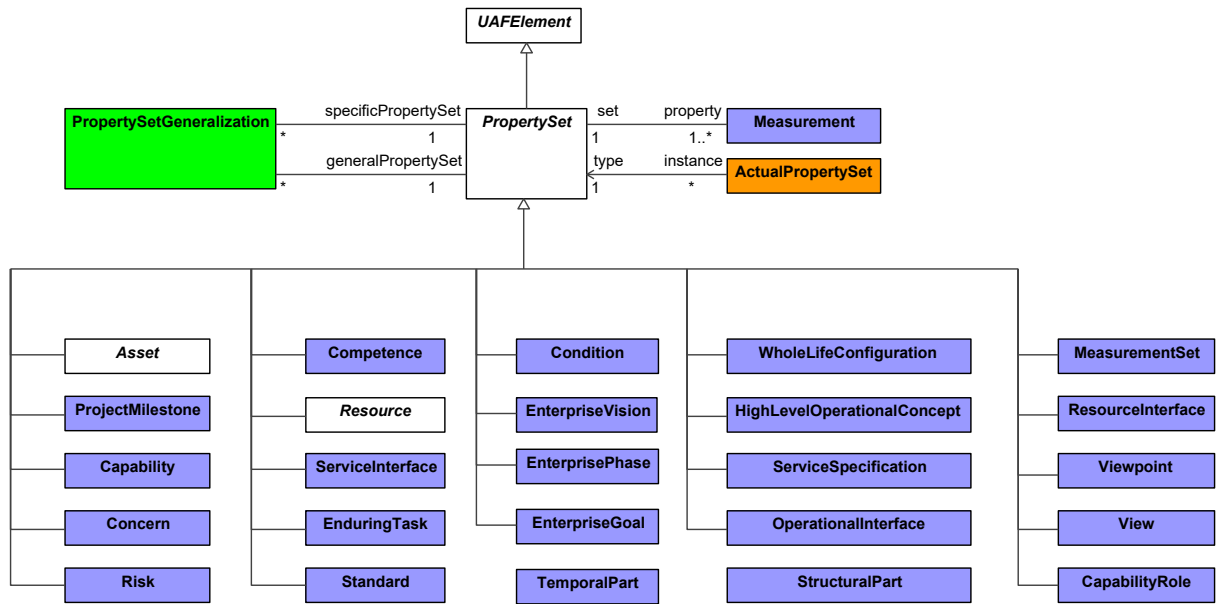 UAFElement
specificPropertySet
set
property
PropertySetGeneralization
PropertySet
Measurement
*
1
1
1..*
generalPropertySet
type
instance
ActualPropertySet
*
1
1
*
Asset
Competence
Condition
WholeLifeConfiguration
MeasurementSet
ProjectMilestone
Resource
EnterpriseVision
HighLevelOperationalConcept
ResourceInterface
Capability
ServiceInterface
EnterprisePhase
ServiceSpecification
Viewpoint
Concern
EnduringTask
EnterpriseGoal
OperationalInterface
View
Risk
Standard
TemporalPart
StructuralPart
CapabilityRole